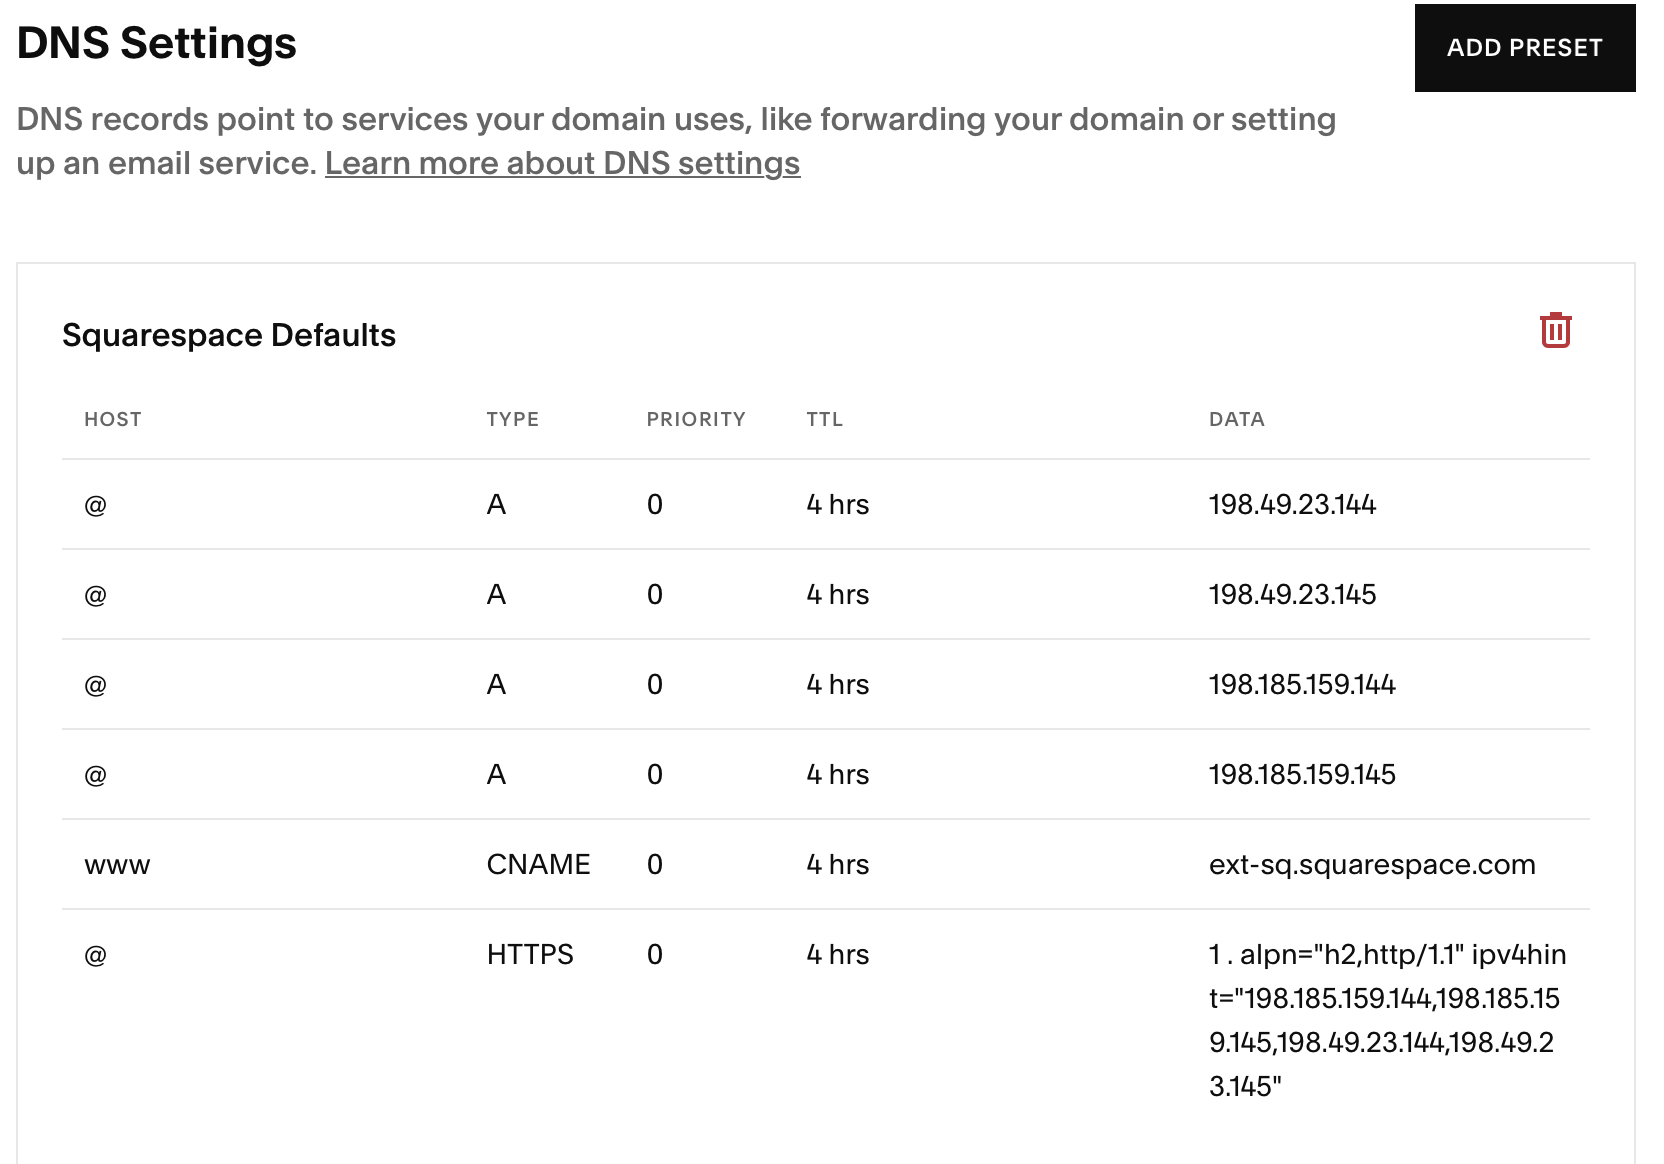 DNS Settings
ADD PRESET
DNS records point to services your domain uses, like forwarding your domain or setting
up an email service. Learn more about DNS settings
Squarespace Defaults
HOST TYPE PRIORITY TTL DATA
@ A 0 4 hrs 198.49.23.144
@ A 0 4 hrs 198.49.23.145
@ A 0 4 hrs 198.185.159.144
@ A 0 4 hrs 198.185.159.145
www CNAME 0 4 hrs ext-sq.squarespace.com
@ HTTPS 0 4 hrs 1 . alpn="h2,http/1.1" ipv4hin
t="198.185.159.144,198.185.15
9.145,198.49.23.144,198.49.2
3.145"